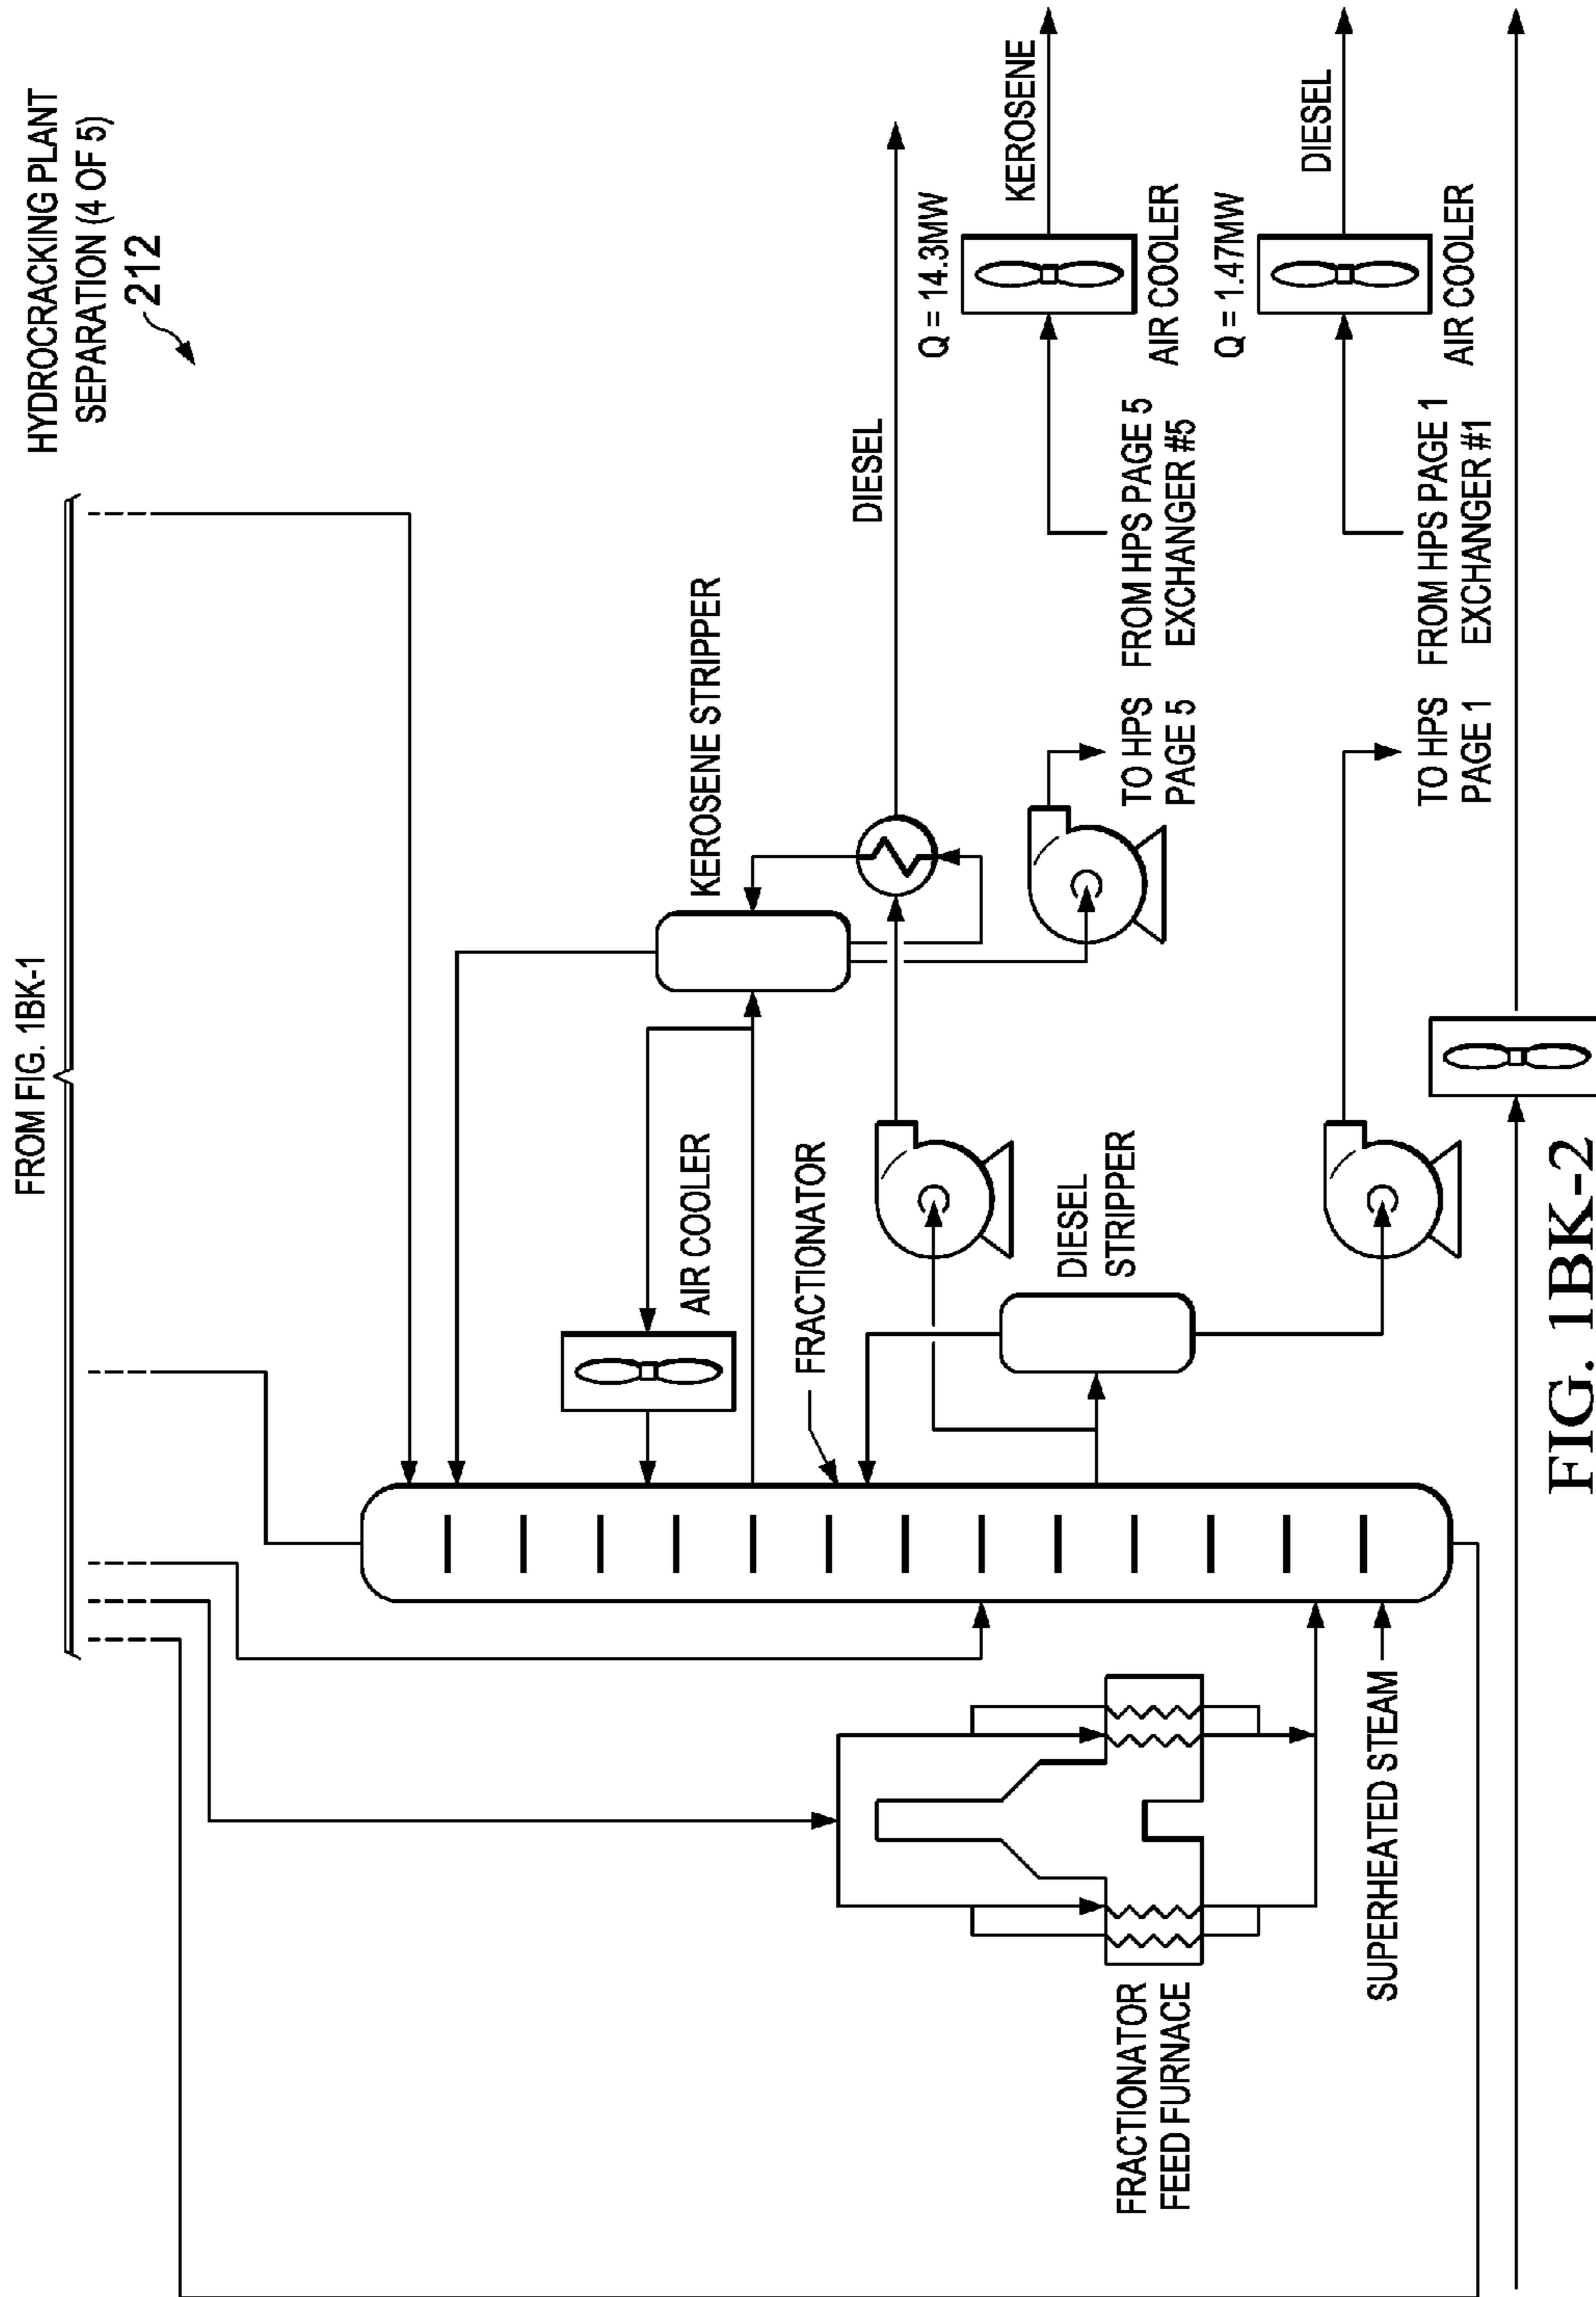 HYDROCRACKING PLANT
SEPARATION (4 OF 5)
212
FROM FIG. 1BK-1
KEROSENE STRIPPER
DIESEL
AIR COOLER
FRACTIONATOR
Q = 14.3MW
KEROSENE
AIR COOLER
TO HPS
PAGE 5
FROM HPS PAGE 5
EXCHANGER #5
DIESEL
STRIPPER
Q = 1.47MW
DIESEL
AIR COOLER
TO HPS
PAGE 1
FROM HPS PAGE 1
EXCHANGER #1
FRACTIONATOR
FEED FURNACE
SUPERHEATED STEAM
FIG. 1BK-2